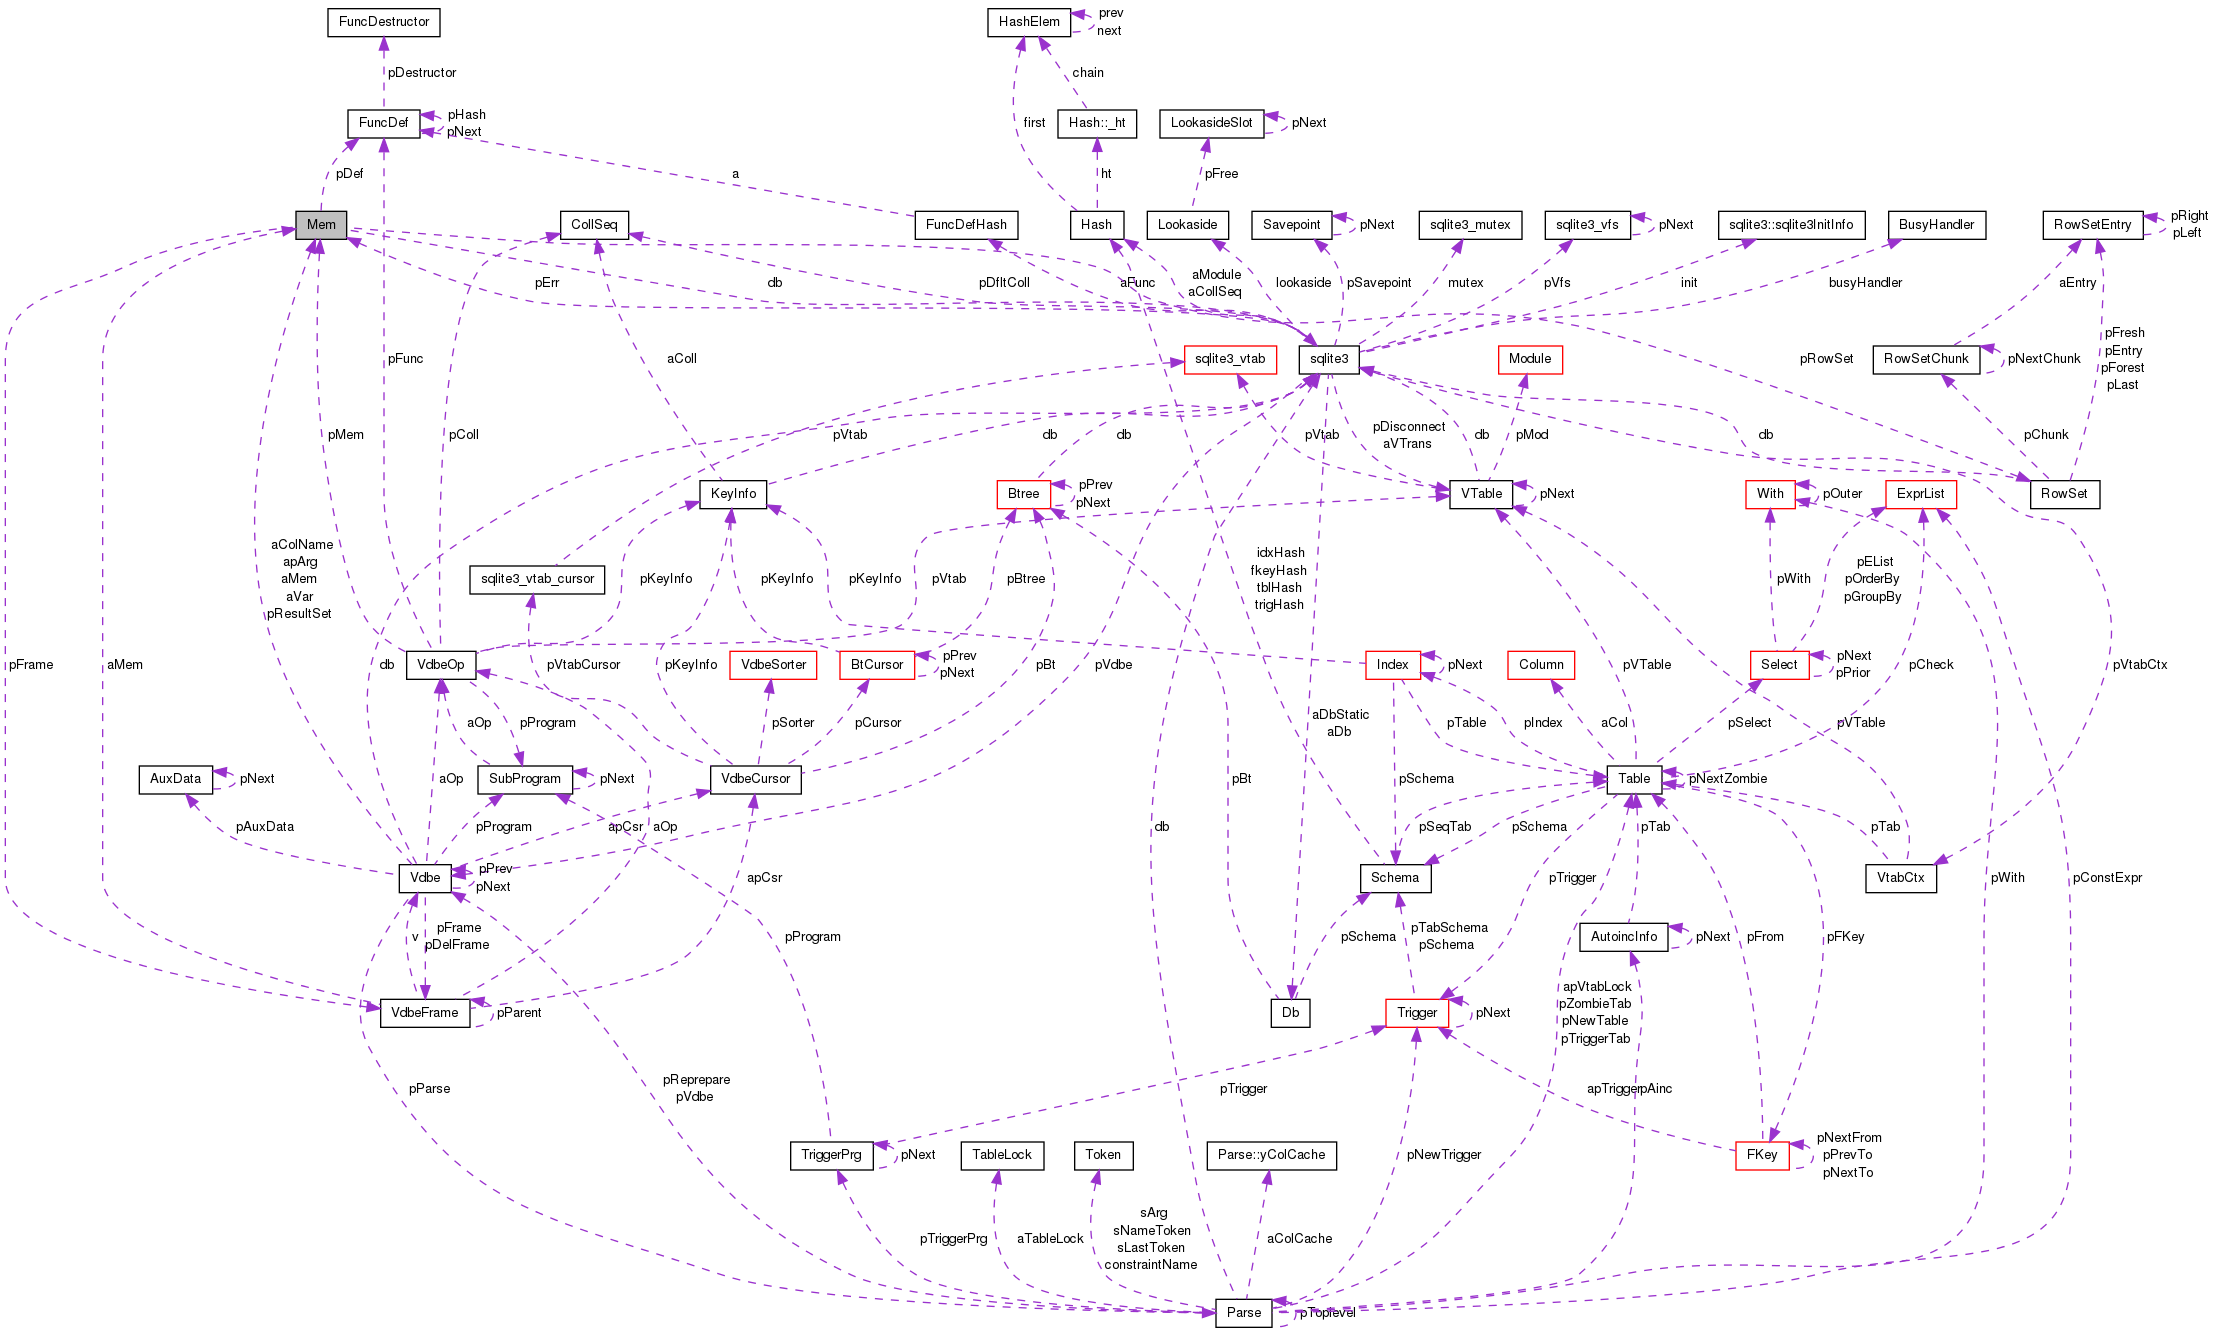 FuncDestructor
HashElem
prev
next
pDestructor
chain
FuncDef
pHash
pNext
first
Hash::_ht
LookasideSlot
pNext
pDef
a
ht
pFree
Mem
CollSeq
FuncDefHash
Hash
Lookaside
Savepoint
pNext
sqlite3_mutex
sqlite3_vfs
pNext
sqlite3::sqlite3InitInfo
BusyHandler
RowSetEntry
pRight
pLeft
pErr
db
pDfltColl
aFunc
aModule
aCollSeq
lookaside
pSavepoint
mutex
pVfs
init
busyHandler
aEntry
pFunc
aColl
sqlite3_vtab
sqlite3
Module
pRowSet
RowSetChunk
pNextChunk
pFresh
pEntry
pForest
pLast
pMem
pColl
pVtab
db
db
pVtab
pDisconnect
aVTrans
db
pMod
db
pChunk
KeyInfo
Btree
pPrev
pNext
VTable
pNext
With
pOuter
ExprList
RowSet
aColName
apArg
aMem
aVar
pResultSet
sqlite3_vtab_cursor
pKeyInfo
pKeyInfo
pKeyInfo
pVtab
pBtree
idxHash
fkeyHash
tblHash
trigHash
pWith
pEList
pOrderBy
pGroupBy
pFrame
aMem
db
VdbeOp
pVtabCursor
pKeyInfo
VdbeSorter
BtCursor
pPrev
pNext
pBt
pVdbe
Index
pNext
Column
pVTable
Select
pNext
pPrior
pCheck
pVtabCtx
aOp
pProgram
pSorter
pCursor
aDbStatic
aDb
pTable
pIndex
aCol
pSelect
pVTable
AuxData
pNext
aOp
SubProgram
pNext
VdbeCursor
pBt
pSchema
Table
pNextZombie
pAuxData
pProgram
apCsr
aOp
db
pSeqTab
pSchema
pTab
pTab
Vdbe
pPrev
pNext
apCsr
Schema
pTrigger
VtabCtx
pWith
pConstExpr
v
pFrame
pDelFrame
pProgram
pSchema
pTabSchema
pSchema
AutoincInfo
pNext
pFrom
pFKey
VdbeFrame
pParent
Db
Trigger
pNext
apVtabLock
pZombieTab
pNewTable
pTriggerTab
pParse
pReprepare
pVdbe
pTrigger
apTrigger
pAinc
TriggerPrg
pNext
TableLock
Token
Parse::yColCache
pNewTrigger
FKey
pNextFrom
pPrevTo
pNextTo
pTriggerPrg
aTableLock
sArg
sNameToken
sLastToken
constraintName
aColCache
Parse
pToplevel